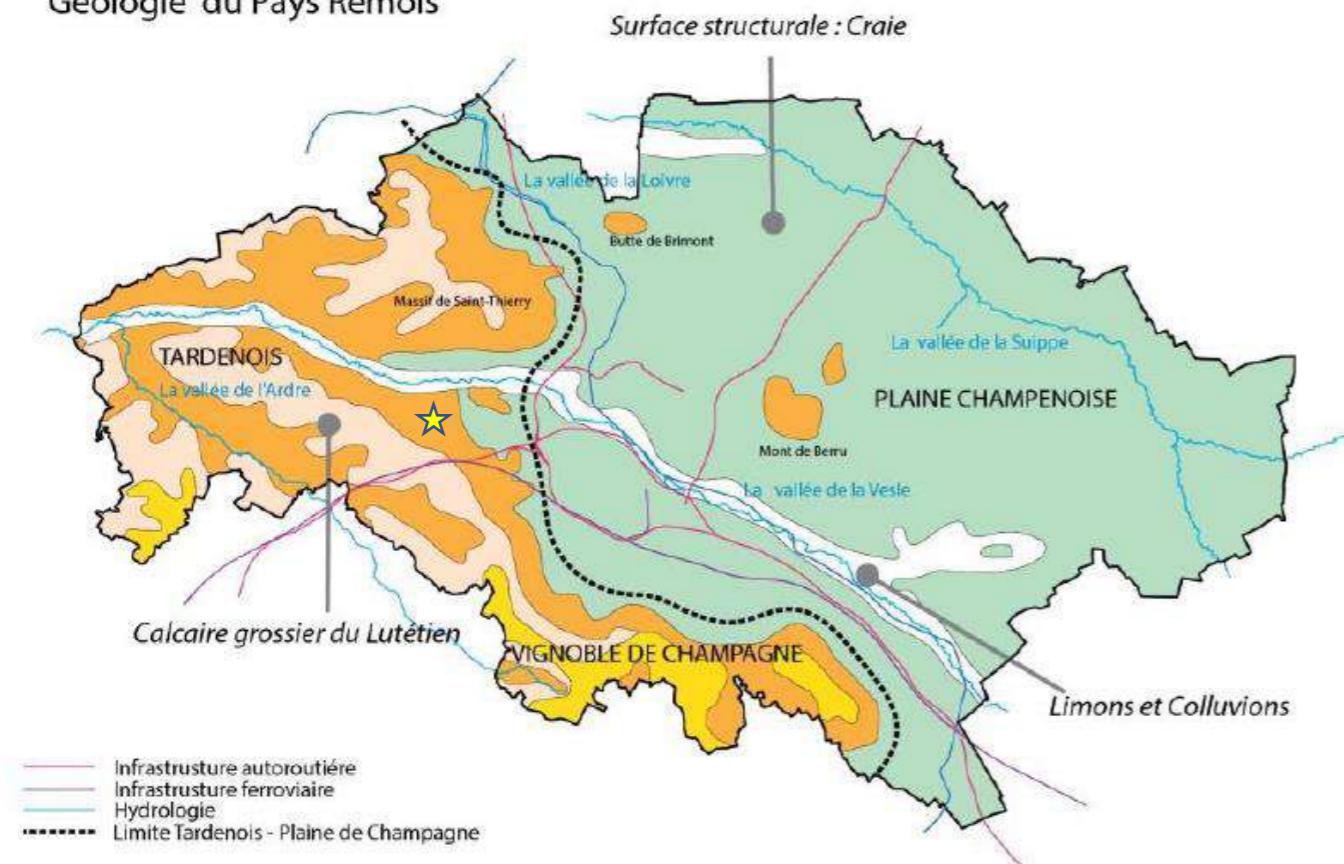 Géologie du Pays Rémois
Surface structurale : Craie
La vallée de la Loivre
Butte de Brimont
Massif de Saint-Thierry
La vallée de la Suippe
TARDENOIS
La vallée de l'Ardre
PLAINE CHAMPENOISE
Mont de Berru
La vallée de la Vesle
Calcaire grossier du Lutétien
VIGNOBLE DE CHAMPAGNE
Limons et Colluvions
Infrastrusture autoroutiére
Infrastrusture ferroviaire
Hydrologie
Limite Tardenois - Plaine de Champagne